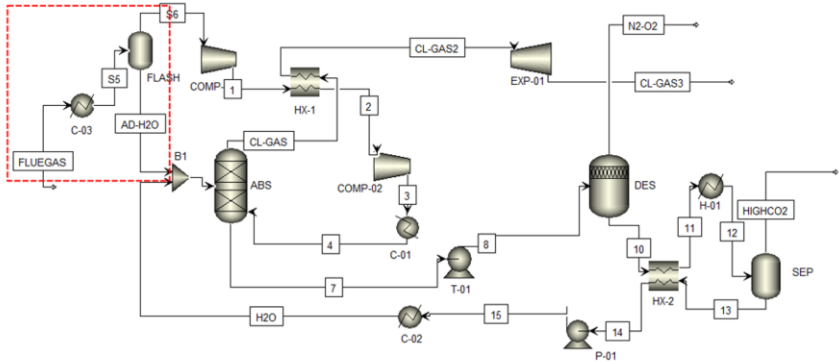 S6
N2-O2
CL-GAS2
EXP-01
S5
FLASH
COMP-
1
HX-1
2
CL-GAS3
C-03
AD-H2O
B1
CL-GAS
FLUEGAS
ABS
COMP-02
DES
H-01
3
HIGHCO2
11
12
4
C-01
8
10
SEP
7
T-01
HX-2
13
H2O
C-02
15
14
P-01